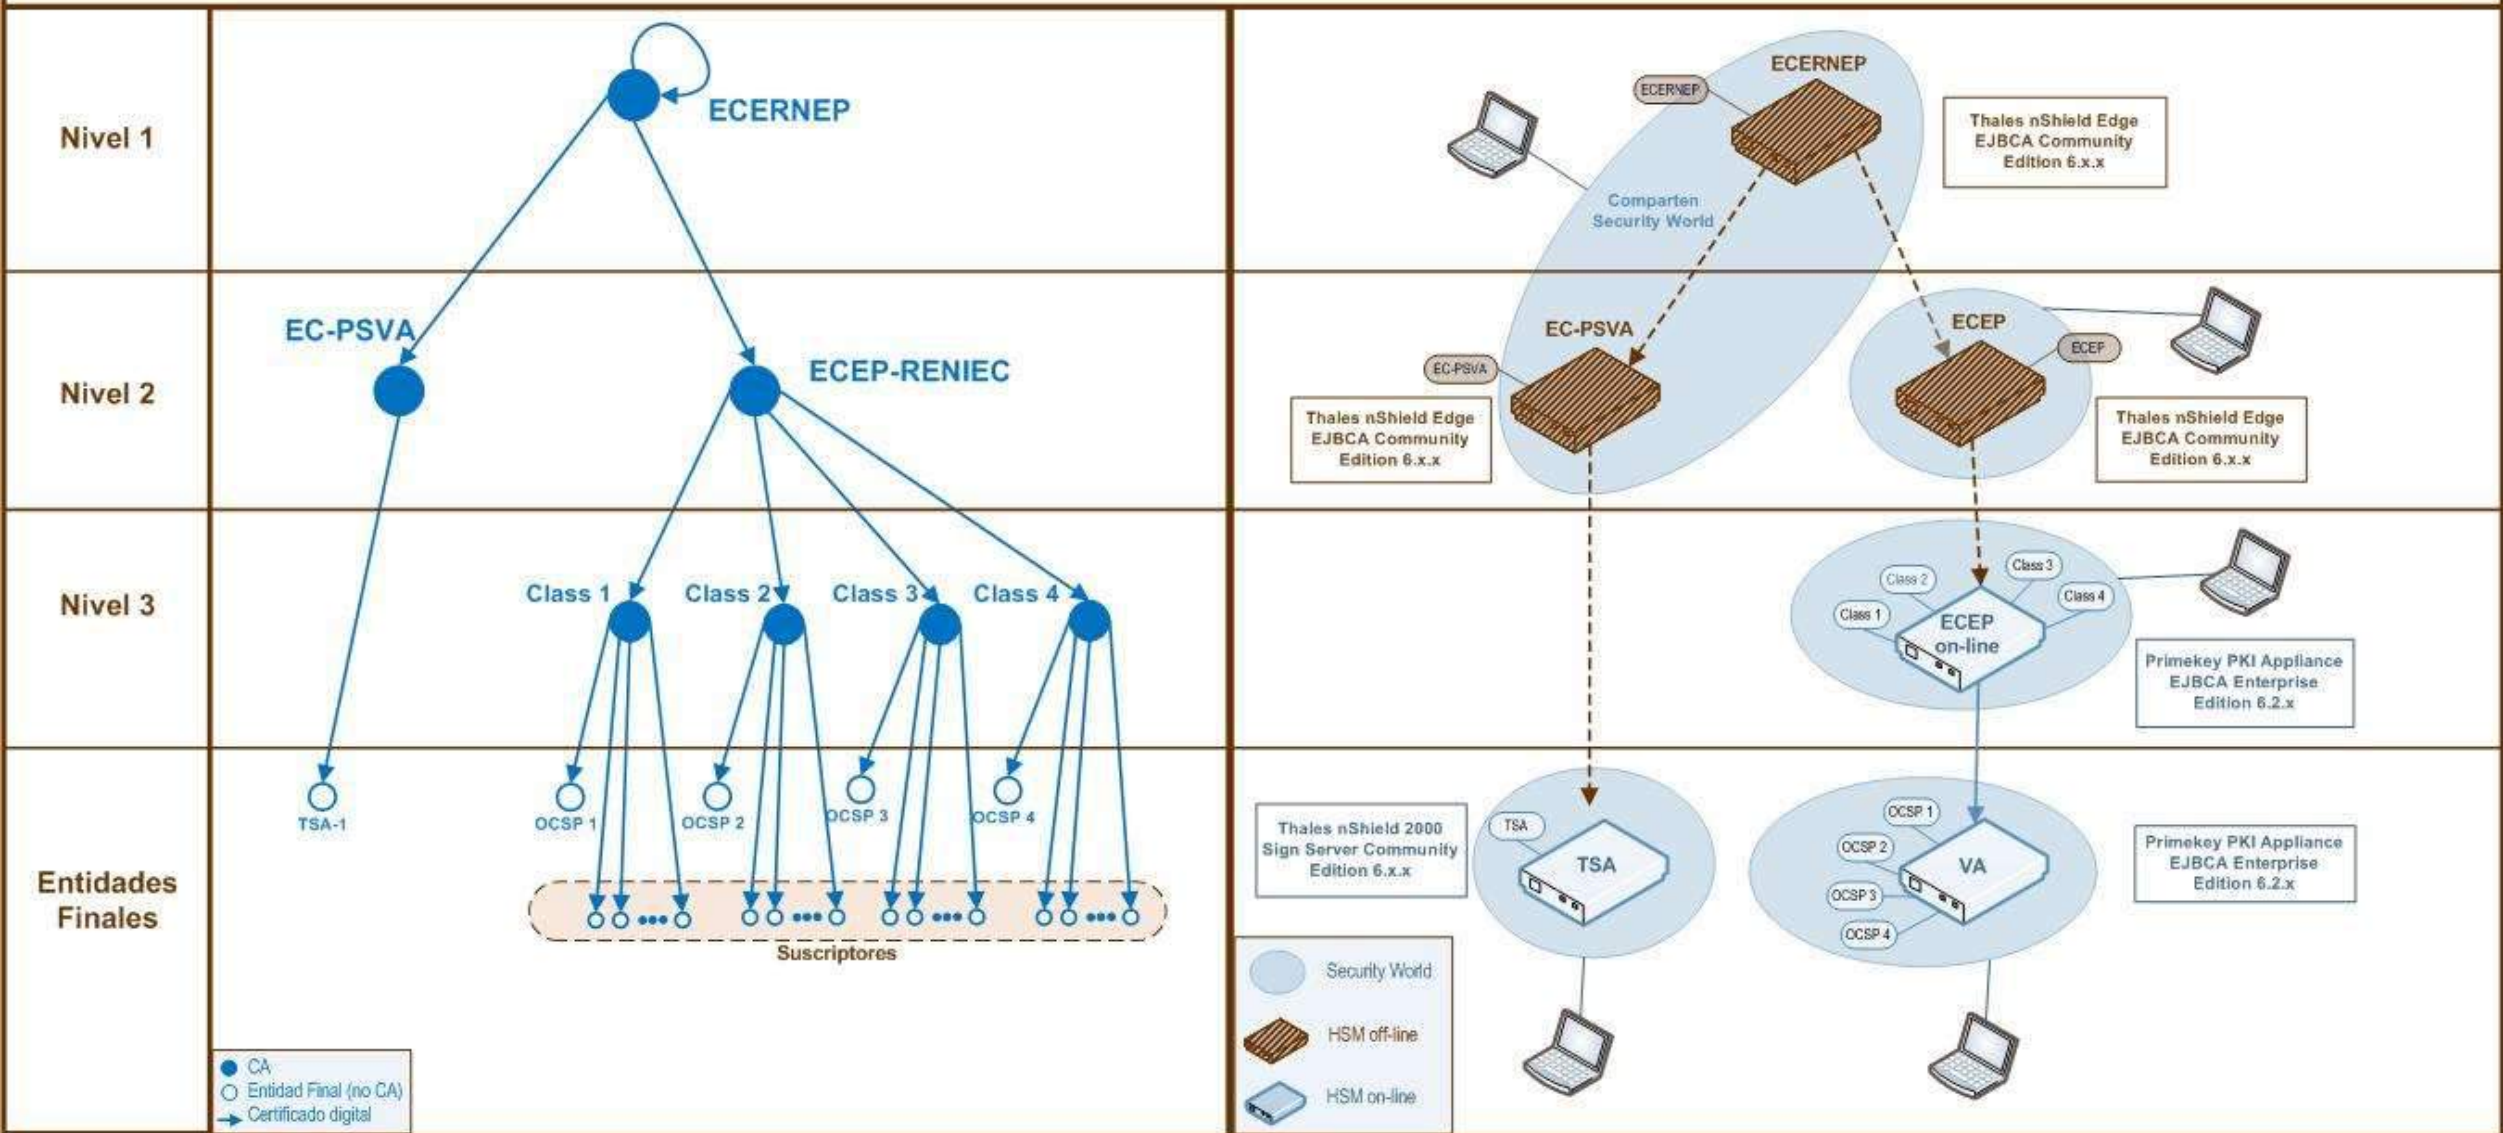 Nivel 1
ECERNEP
ECERNEP
ECERNEP
Thales nShield Edge
EJBCA Community
Edition 6.x.x
Comparten
Security World
Nivel 2
EC-PSVA
ECEP-RENIEC
EC-PSVA
EC-PSVA
Thales nShield Edge
EJBCA Community
Edition 6.x.x
ECEP
ECEP
Thales nShield Edge
EJBCA Community
Edition 6.x.x
Nivel 3
Class 1
Class 2
Class 3
Class 4
Class 1
Class 2
Class 3
Class 4
ECEP
on-line
Primekey PKI Appliance
EJBCA Enterprise
Edition 6.2.x
Entidades
Finales
TSA-1
OCSP 1
OCSP 2
OCSP 3
OCSP 4
Suscriptores
Thales nShield 2000
Sign Server Community
Edition 6.x.x
TSA
TSA
OCSP 1
OCSP 2
OCSP 3
OCSP 4
VA
Primekey PKI Appliance
EJBCA Enterprise
Edition 6.2.x
CA
Entidad Final (no CA)
Certificado digital
Security World
HSM off-line
HSM on-line